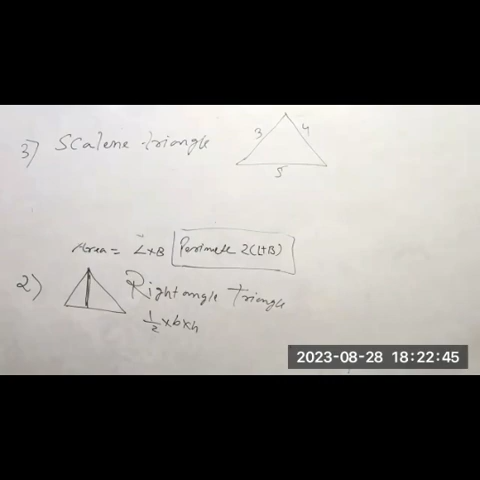 3) Scalene triangle
3 4
5
Area = L×B Perimete 2(L+B)
2) Right angle Triangle
1/2 ×b×h
2023-08-28 18:22:45